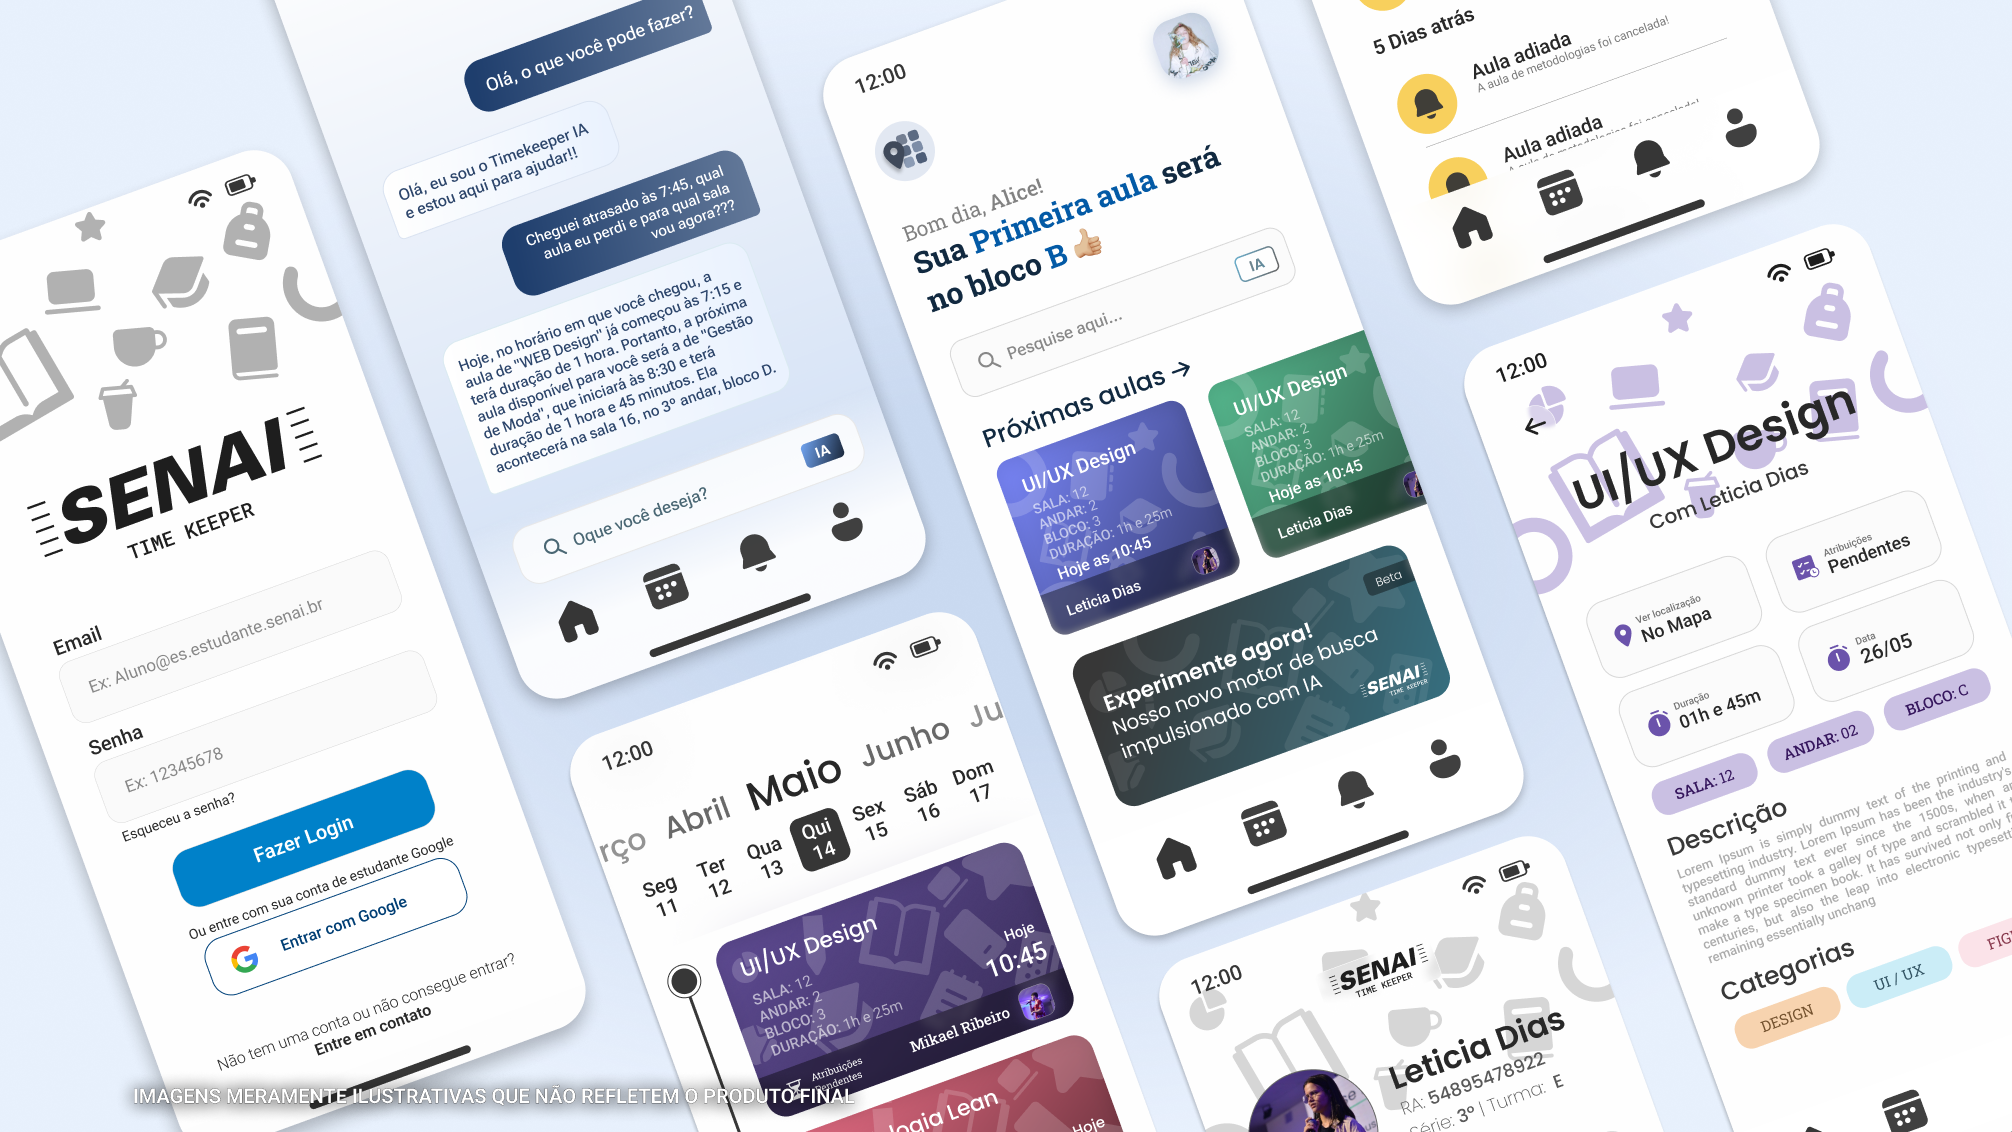 SENAI
TIME KEEPER
Email
Ex: Aluno@es.estudante.senai.br
Senha
Ex: 12345678
Esqueceu a senha?
Fazer Login
Ou entre com sua conta de estudante Google
Entrar com Google
Não tem uma conta ou não consegue entrar?
Entre em contato
Olá, o que você pode fazer?
Olá, eu sou o Timekeeper IA
e estou aqui para ajudar!!
Cheguei atrasado às 7:45, qual
aula eu perdi e para qual sala
vou agora???
Hoje, no horário em que você chegou, a
aula de "WEB Design" já começou às 7:15 e
terá duração de 1 hora. Portanto, a próxima
aula disponível para você será a de "Gestão
de Moda", que iniciará às 8:30 e terá
duração de 1 hora e 45 minutos. Ela
acontecerá na sala 16, no 3º andar, bloco D.
IA
Oque você deseja?
12:00
rço Abril Maio Junho Ju
Seg Ter Qua Qui Sex Sáb Dom
11 12 13 14 15 16 17
UI/UX Design
SALA: 12
ANDAR: 2
BLOCO: 3
DURAÇÃO: 1h e 25m
Hoje
10:45
Atribuições
Pendentes
Mikael Ribeiro
logia Lean
Hoje
12:00
Bom dia, Alice!
Sua Primeira aula será
no bloco B
Pesquise aqui...
IA
Próximas aulas
UI/UX Design
SALA: 12
ANDAR: 2
BLOCO: 3
DURAÇÃO: 1h e 25m
Hoje as 10:45
Leticia Dias
UI/UX Design
SALA: 12
ANDAR: 2
BLOCO: 3
DURAÇÃO: 1h e 25m
Hoje as 10:45
Leticia Dias
Beta
Experimente agora!
Nosso novo motor de busca
impulsionado com IA
SENAI
TIME KEEPER
12:00
SENAI
TIME KEEPER
Leticia Dias
RA: 54895478922
Série: 3º | Turma: E
5 Dias atrás
Aula adiada
A aula de metodologias foi cancelada!
Aula adiada
A aula de metodologias foi cancelada!
12:00
UI/UX Design
Com Leticia Dias
Ver localização
No Mapa
Atribuições
Pendentes
Duração
01h e 45m
Data
26/05
SALA: 12
ANDAR: 02
BLOCO: C
Descrição
Lorem Ipsum is simply dummy text of the printing and
typesetting industry. Lorem Ipsum has been the industry's
standard dummy text ever since the 1500s, when an
unknown printer took a galley of type and scrambled it t
make a type specimen book. It has survived not only f
centuries, but also the leap into electronic typesett
remaining essentially unchang
Categorias
DESIGN
UI / UX
FIG
IMAGENS MERAMENTE ILUSTRATIVAS QUE NÃO REFLETEM O PRODUTO FINAL